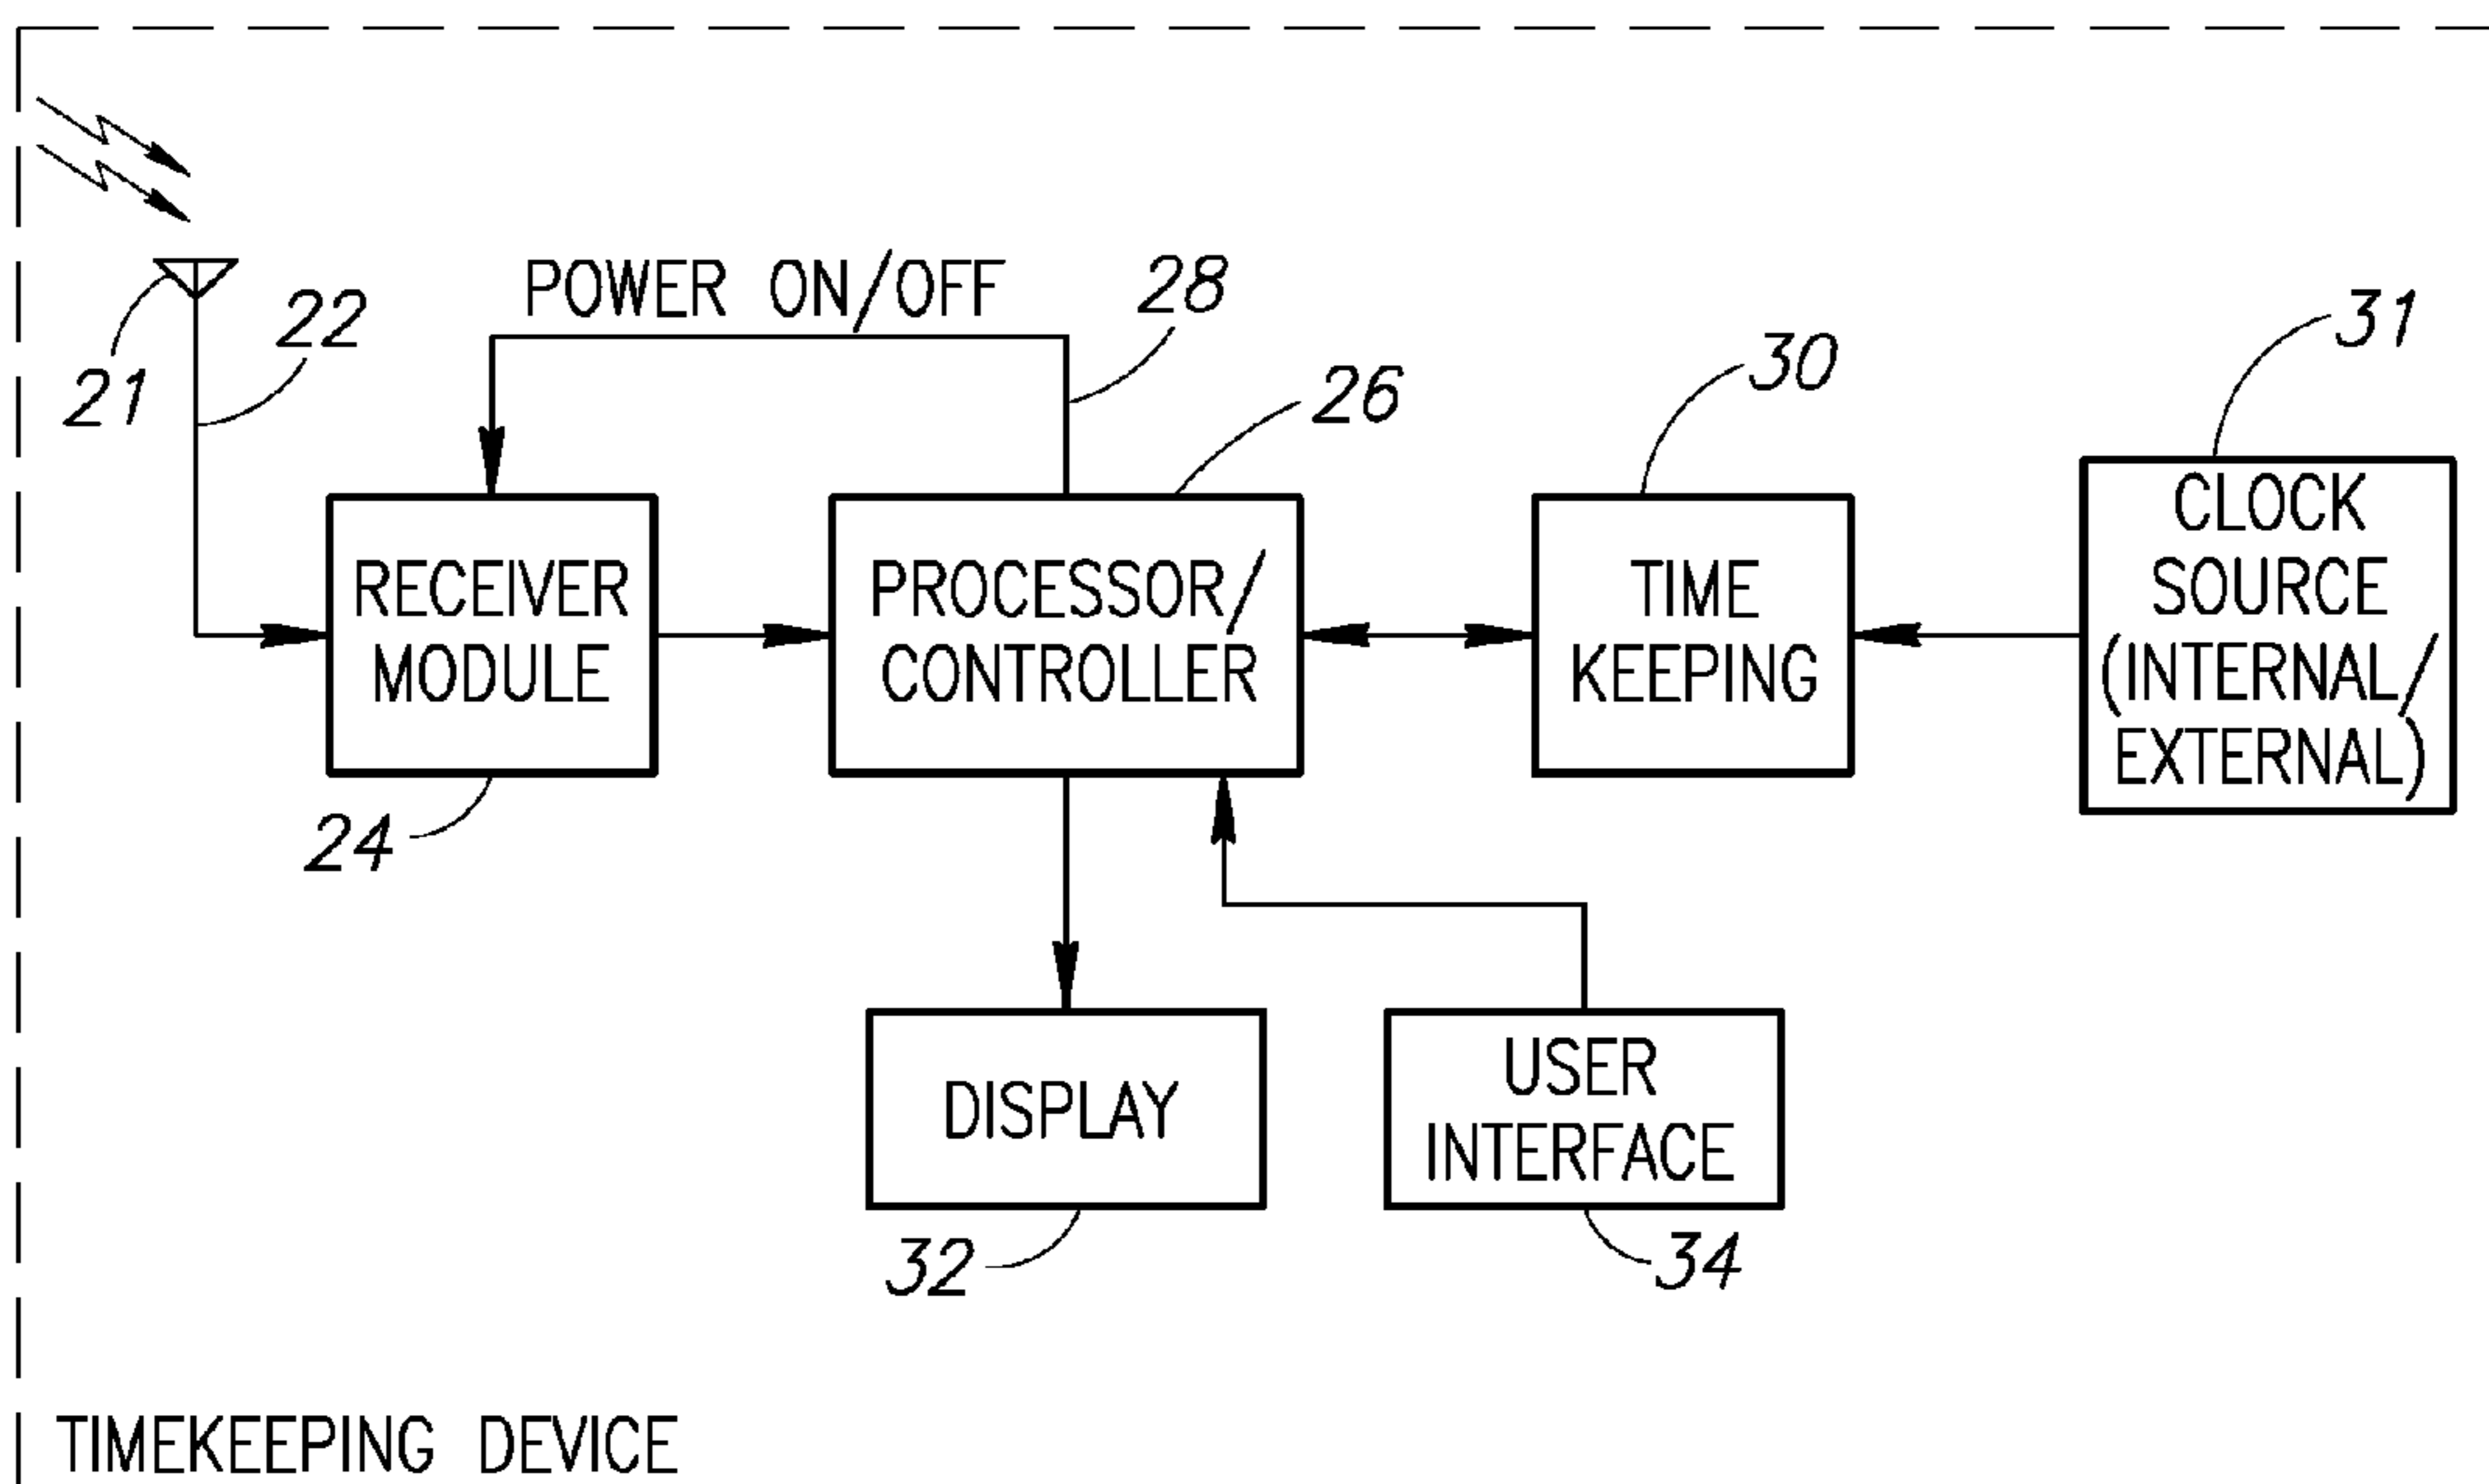 POWER ON/OFF
28
22
21
26
30
31
RECEIVER
MODULE
24
PROCESSOR/
CONTROLLER
TIME
KEEPING
CLOCK
SOURCE
(INTERNAL/
EXTERNAL)
DISPLAY
32
USER
INTERFACE
34
TIMEKEEPING DEVICE